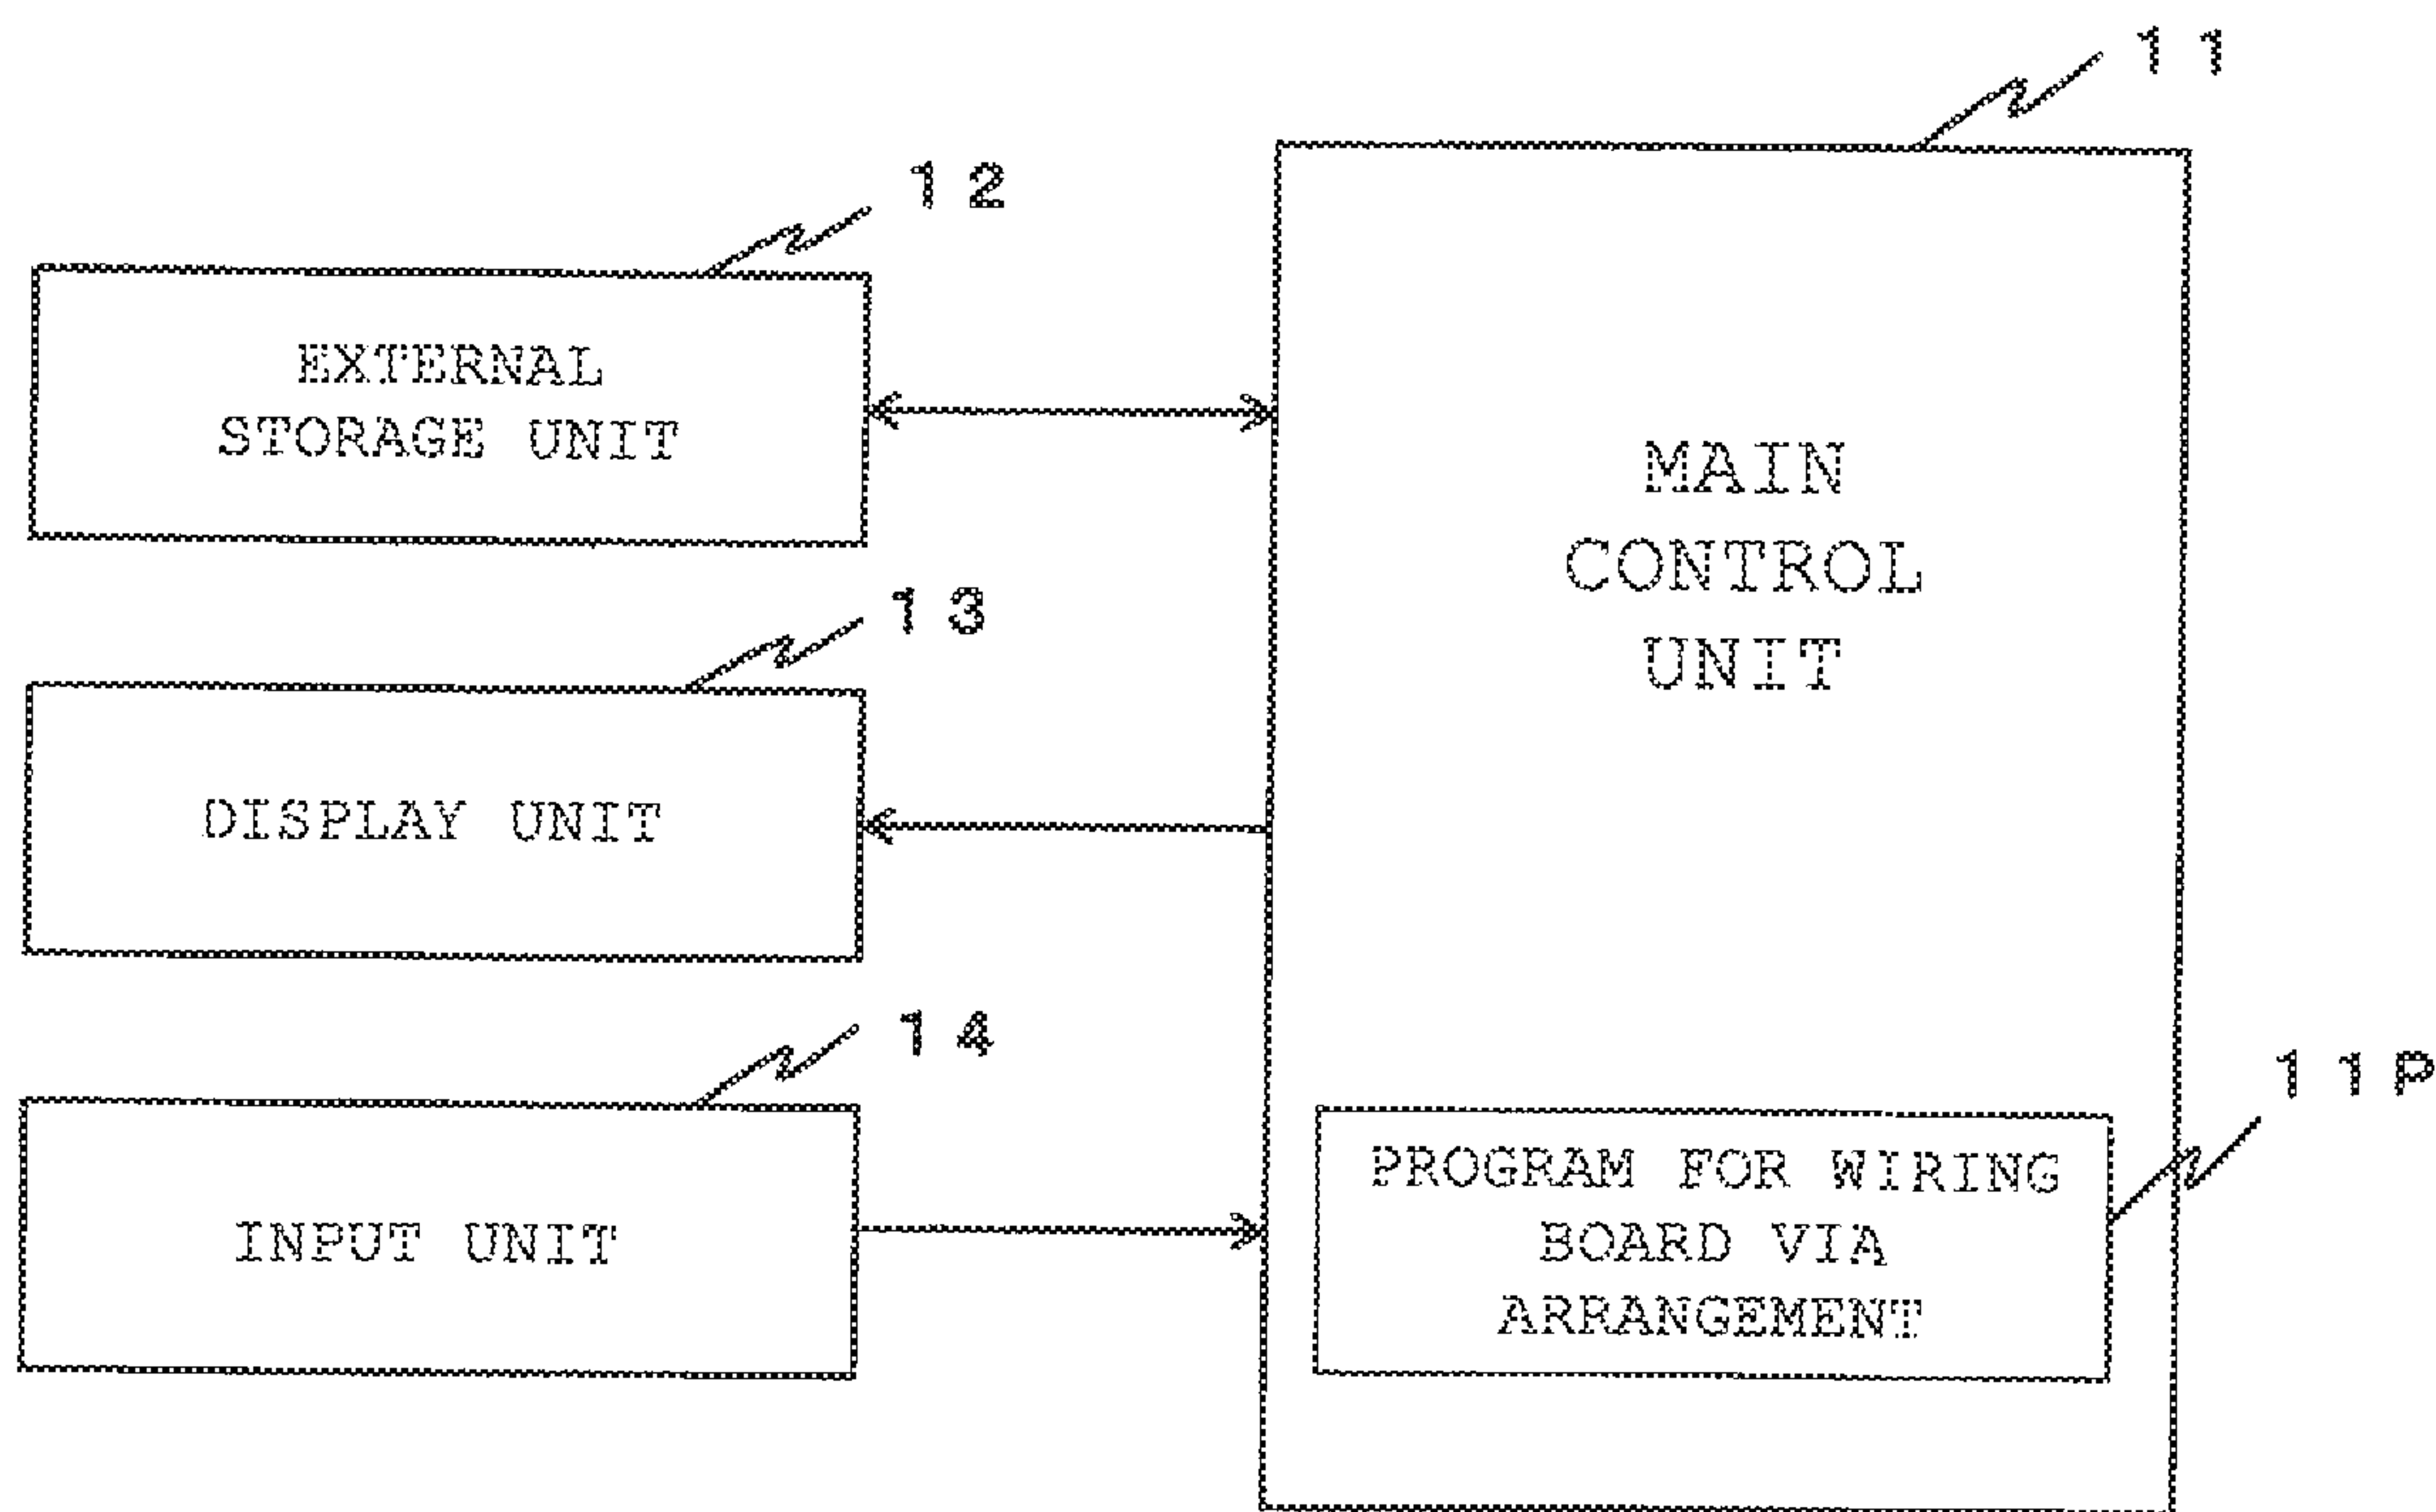 11
12
EXTERNAL
STORAGE UNIT
MAIN
CONTROL
UNIT
13
DISPLAY UNIT
14
INPUT UNIT
11P
PROGRAM FOR WIRING
BOARD VIA
ARRANGEMENT